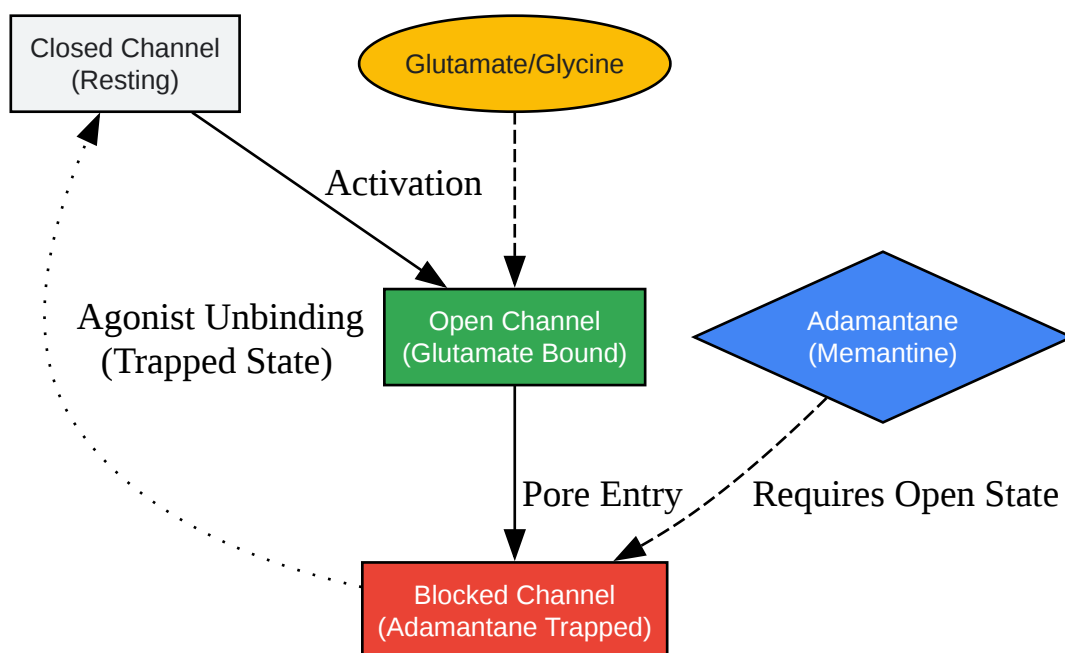 Closed Channel
(Resting)
Glutamate/Glycine
Activation
Agonist Unbinding
(Trapped State)
Open Channel
(Glutamate Bound)
Adamantane
(Memantine)
Pore Entry
Requires Open State
Blocked Channel
(Adamantane Trapped)